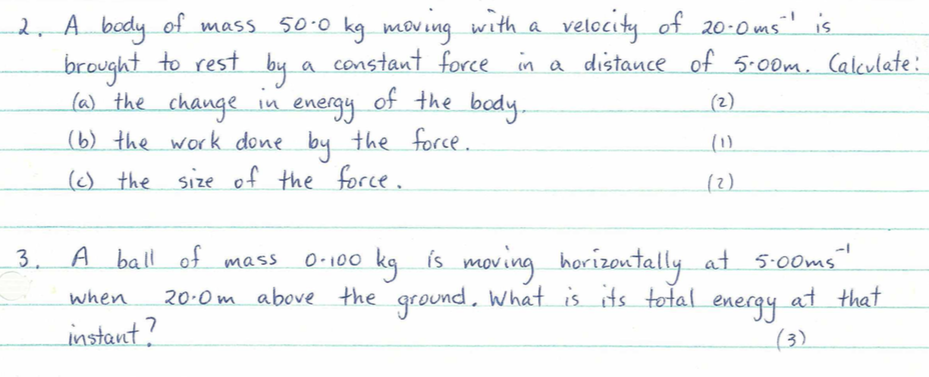 2. A body of mass 50·0 kg moving with a velocity of 20·0ms⁻¹ is
brought to rest by a constant force in a distance of 5·00m. Calculate:
(a) the change in energy of the body. (2)
(b) the work done by the force. (1)
(c) the size of the force. (2)
3. A ball of mass 0·100 kg is moving horizontally at 5·00ms⁻¹
when 20·0m above the ground. What is its total energy at that
instant? (3)